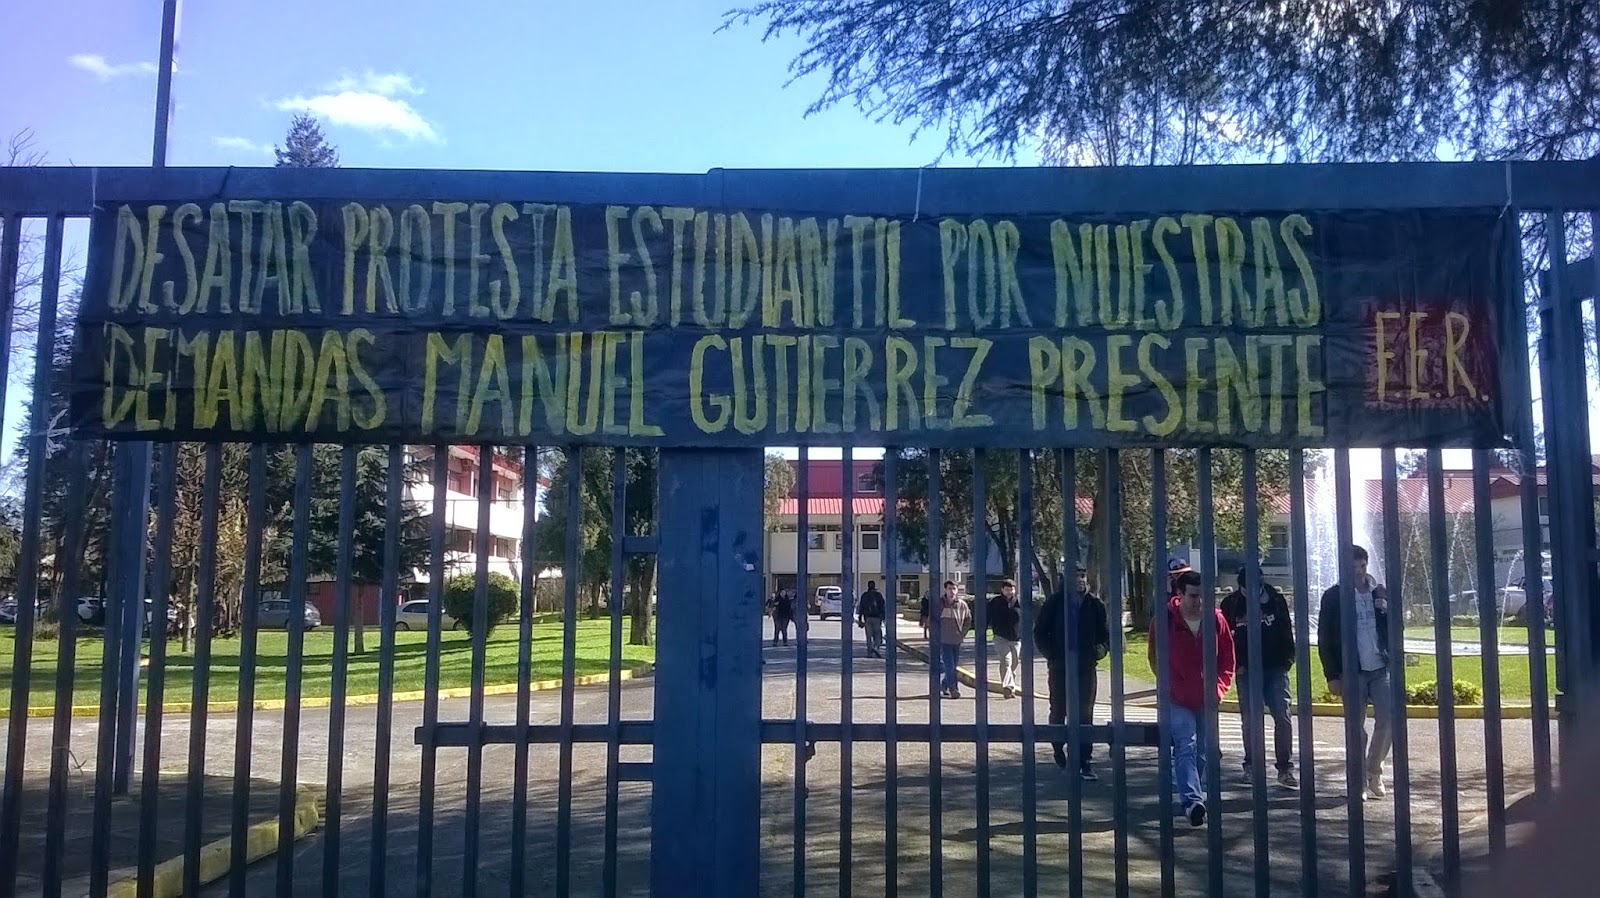 DESATAR PROTESTA ESTUDIANTIL POR NUESTRAS
DEMANDAS MANUEL GUTIERREZ PRESENTE
F.E.R.